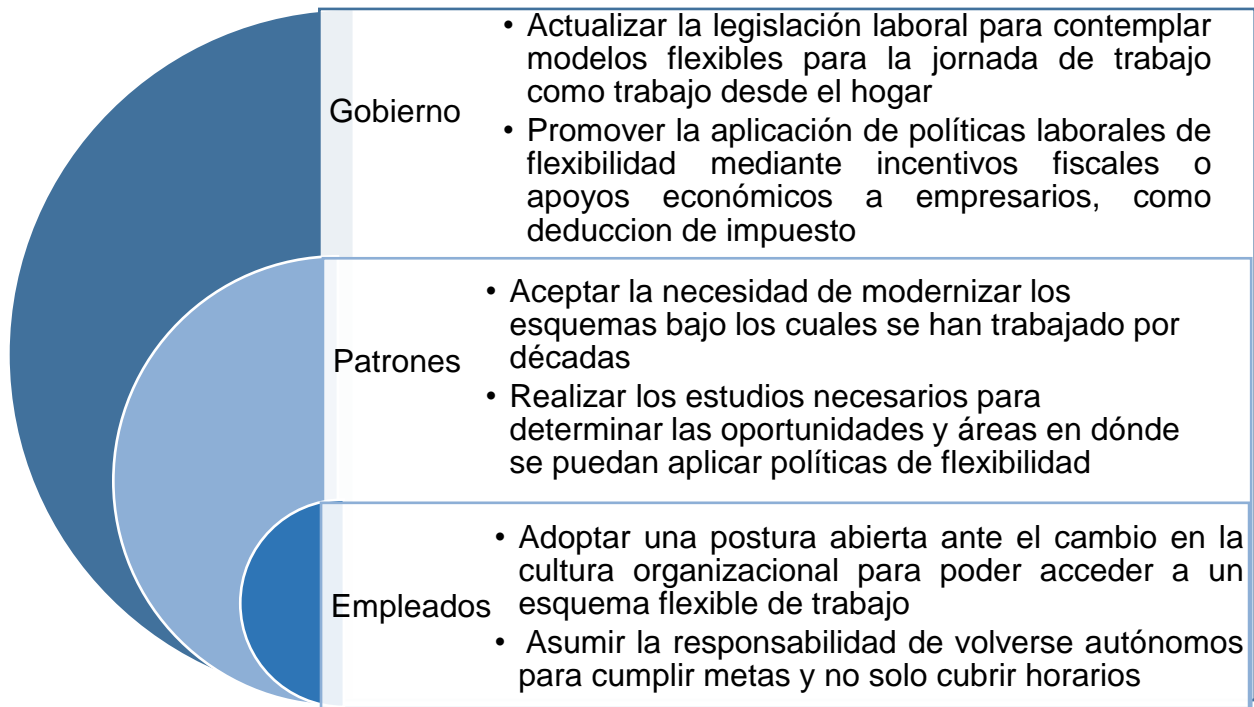 Gobierno
• Actualizar la legislación laboral para contemplar
modelos flexibles para la jornada de trabajo
como trabajo desde el hogar
• Promover la aplicación de políticas laborales de
flexibilidad mediante incentivos fiscales o
apoyos económicos a empresarios, como
deduccion de impuesto
Patrones
• Aceptar la necesidad de modernizar los
esquemas bajo los cuales se han trabajado por
décadas
• Realizar los estudios necesarios para
determinar las oportunidades y áreas en dónde
se puedan aplicar políticas de flexibilidad
Empleados
• Adoptar una postura abierta ante el cambio en la
cultura organizacional para poder acceder a un
esquema flexible de trabajo
• Asumir la responsabilidad de volverse autónomos
para cumplir metas y no solo cubrir horarios